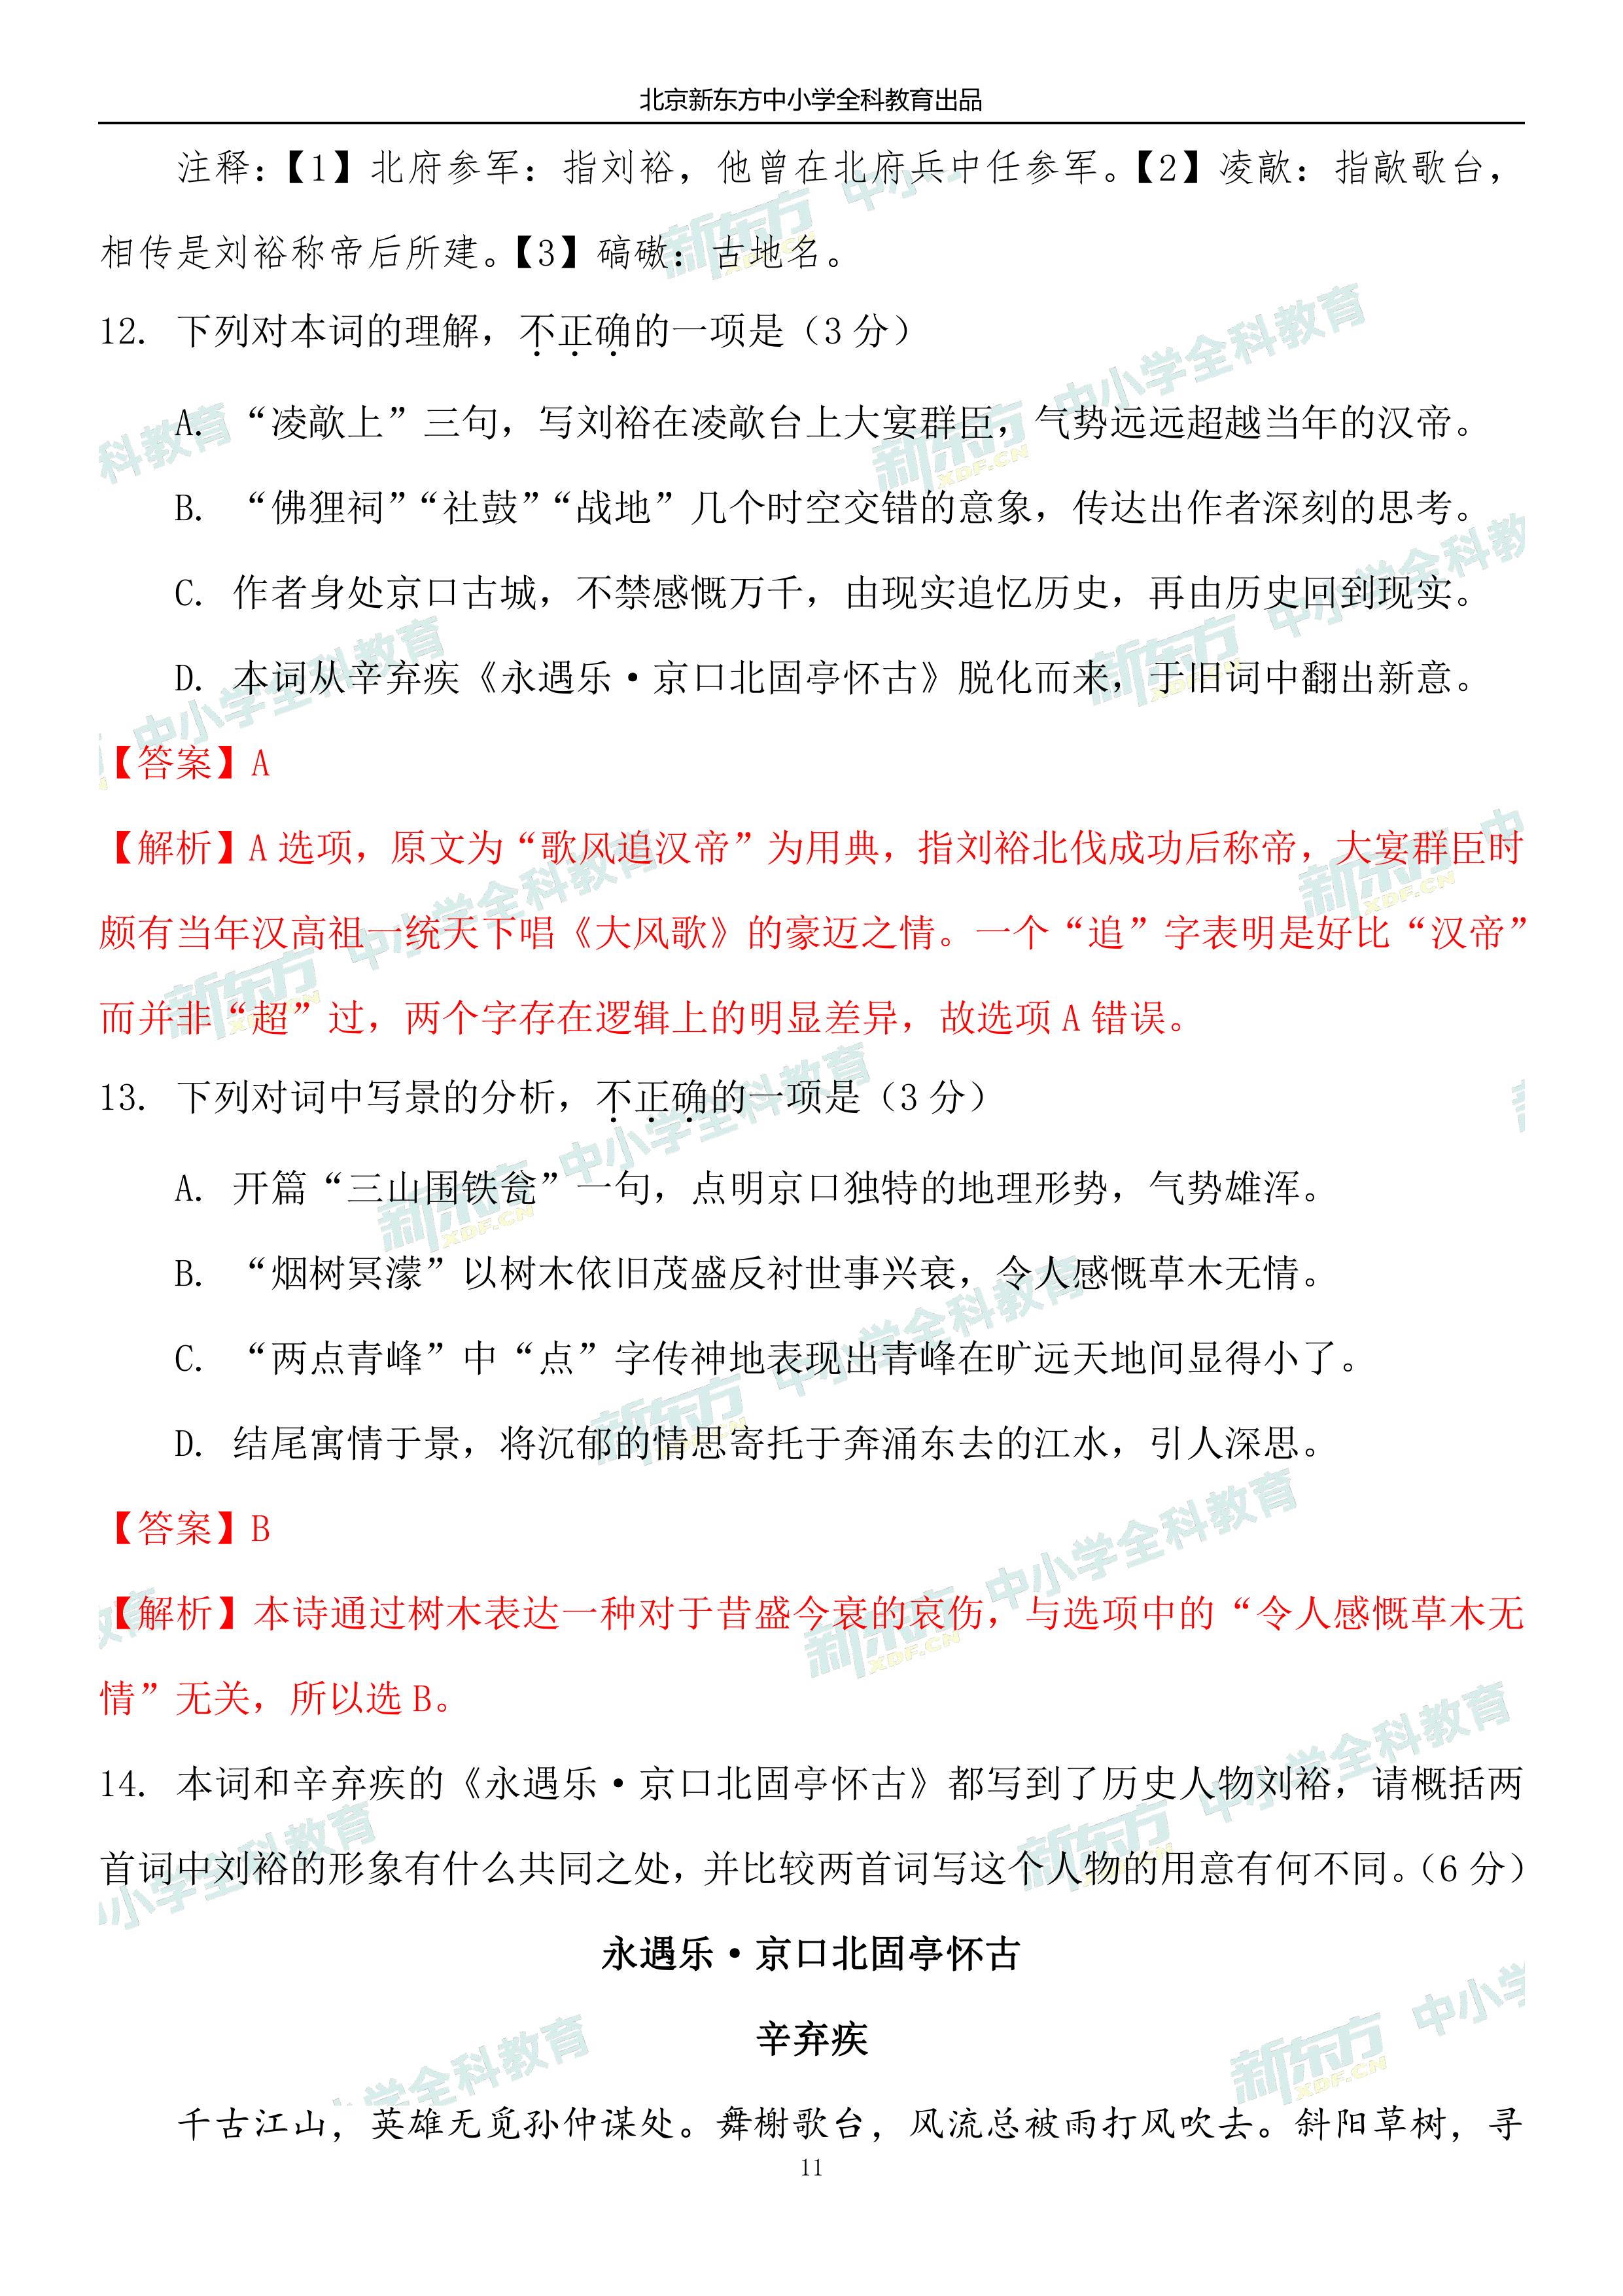 北京新东方中小学全科教育出品
注释：【1】北府参军：指刘裕，他曾在北府兵中任参军。【2】凌歊：指歊歌台，
相传是刘裕称帝后所建。【3】碻磝：古地名。
12. 下列对本词的理解，不正确的一项是（3 分）
A. “凌歊上”三句，写刘裕在凌歊台上大宴群臣，气势远远超越当年的汉帝。
B. “佛狸祠”“社鼓”“战地”几个时空交错的意象，传达出作者深刻的思考。
C. 作者身处京口古城，不禁感慨万千，由现实追忆历史，再由历史回到现实。
D. 本词从辛弃疾《永遇乐·京口北固亭怀古》脱化而来，于旧词中翻出新意。
【答案】A
【解析】A 选项，原文为“歌风追汉帝”为用典，指刘裕北伐成功后称帝，大宴群臣时
颇有当年汉高祖一统天下唱《大风歌》的豪迈之情。一个“追”字表明是好比“汉帝”
而并非“超”过，两个字存在逻辑上的明显差异，故选项 A 错误。
13. 下列对词中写景的分析，不正确的一项是（3 分）
A. 开篇“三山围铁瓮”一句，点明京口独特的地理形势，气势雄浑。
B. “烟树冥濛”以树木依旧茂盛反衬世事兴衰，令人感慨草木无情。
C. “两点青峰”中“点”字传神地表现出青峰在旷远天地间显得小了。
D. 结尾寓情于景，将沉郁的情思寄托于奔涌东去的江水，引人深思。
【答案】B
【解析】本诗通过树木表达一种对于昔盛今衰的哀伤，与选项中的“令人感慨草木无
情”无关，所以选 B。
14. 本词和辛弃疾的《永遇乐·京口北固亭怀古》都写到了历史人物刘裕，请概括两
首词中刘裕的形象有什么共同之处，并比较两首词写这个人物的用意有何不同。（6 分）
永遇乐·京口北固亭怀古
辛弃疾
千古江山，英雄无觅孙仲谋处。舞榭歌台，风流总被雨打风吹去。斜阳草树，寻
11